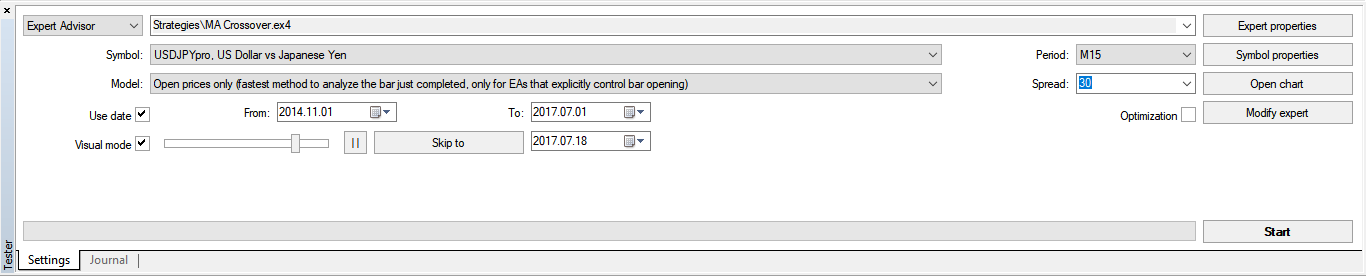 Expert Advisor Strategies\MA Crossover.ex4 Expert properties
Symbol: USDJPYpro, US Dollar vs Japanese Yen Period: M15 Symbol properties
Model: Open prices only (fastest method to analyze the bar just completed, only for EAs that explicitly control bar opening) Spread: 30 Open chart
Use date From: 2014.11.01 To: 2017.07.01 Optimization Modify expert
Visual mode Skip to 2017.07.18
Start
Tester
Settings Journal